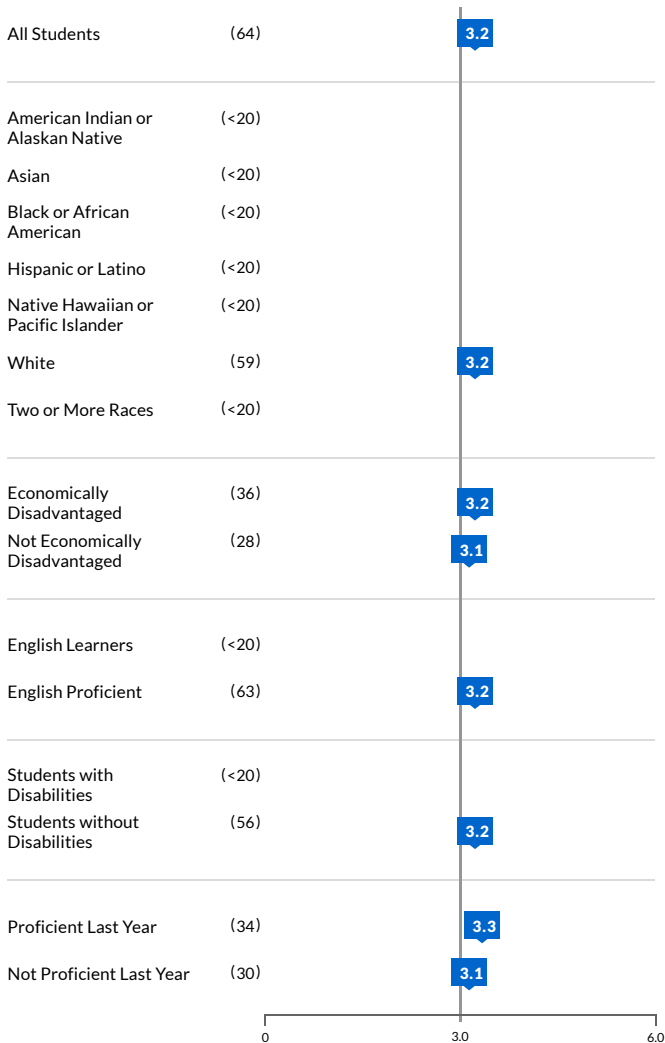 All Students (64) 3.2
American Indian or (<20)
Alaskan Native
Asian (<20)
Black or African (<20)
American
Hispanic or Latino (<20)
Native Hawaiian or (<20)
Pacific Islander
White (59) 3.2
Two or More Races (<20)
Economically (36) 3.2
Disadvantaged
Not Economically (28) 3.1
Disadvantaged
English Learners (<20)
English Proficient (63) 3.2
Students with (<20)
Disabilities
Students without (56) 3.2
Disabilities
Proficient Last Year (34) 3.3
Not Proficient Last Year (30) 3.1
0 3.0 6.0